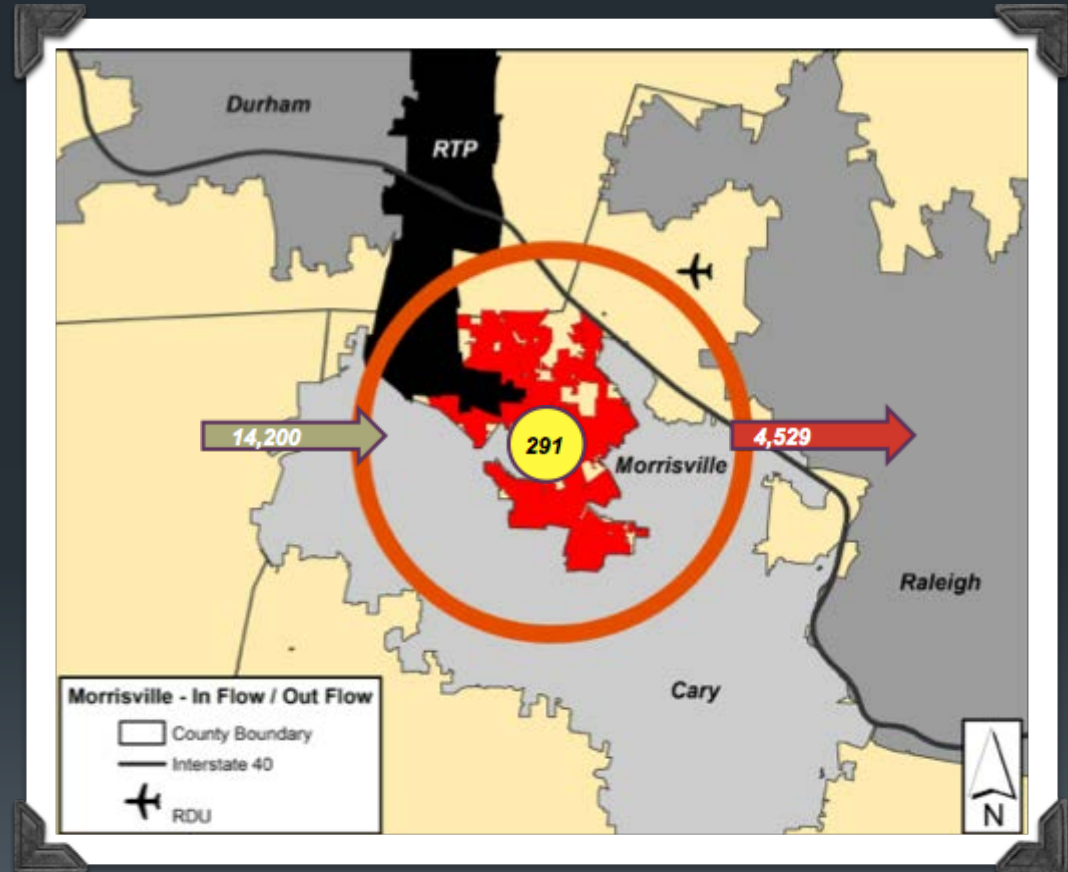 Durham
RTP
14,200
291
4,529
Morrisville
Raleigh
Cary
Morrisville - In Flow / Out Flow
County Boundary
Interstate 40
RDU
N